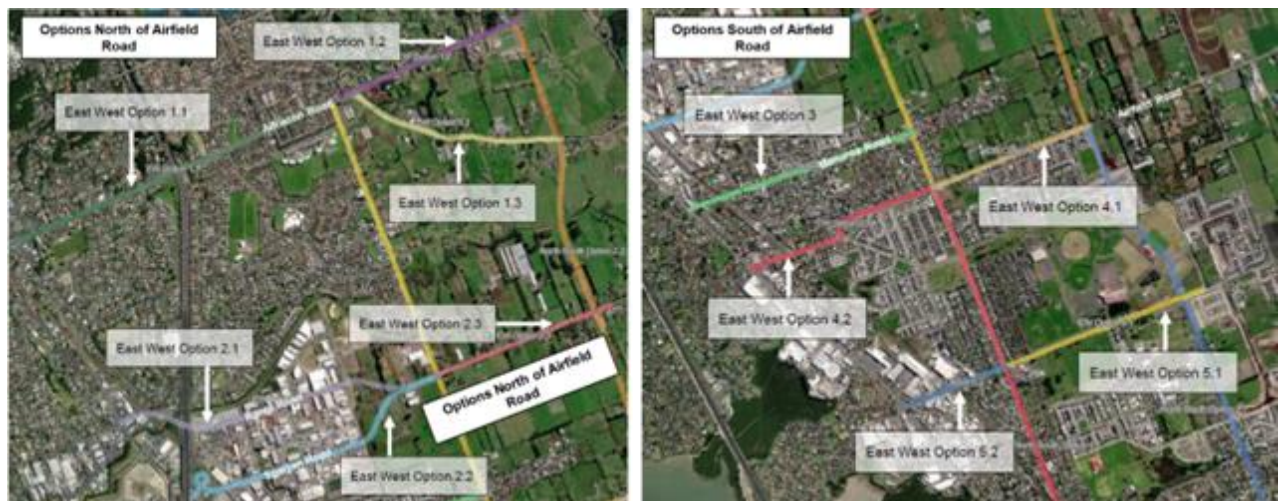 Options North of Airfield
Road
East West Option 1.2
East West Option 1.1
East West Option 1.3
East West Option 2.3
East West Option 2.1
Options North of Airfield
Road
East West Option 2.2
Options South of Airfield
Road
East West Option 3
Airfield Road
East West Option 4.1
East West Option 4.2
East West Option 5.1
East West Option 5.2